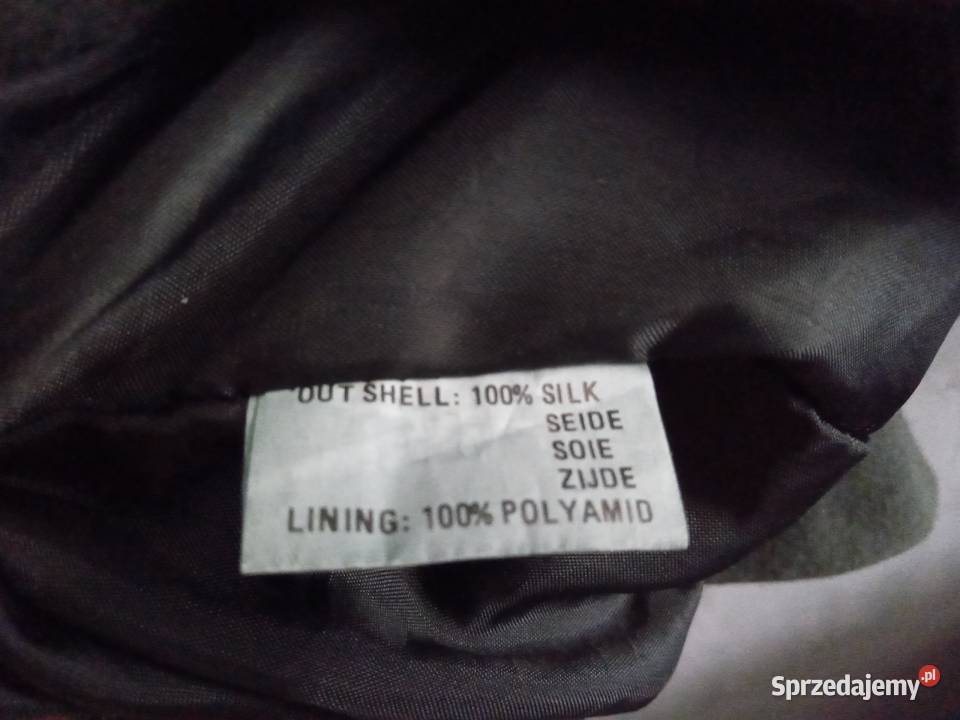 OUT SHELL: 100% SILK
SEIDE
SOIE
ZIJDE
LINING: 100% POLYAMID
Sprzedajemy.pl